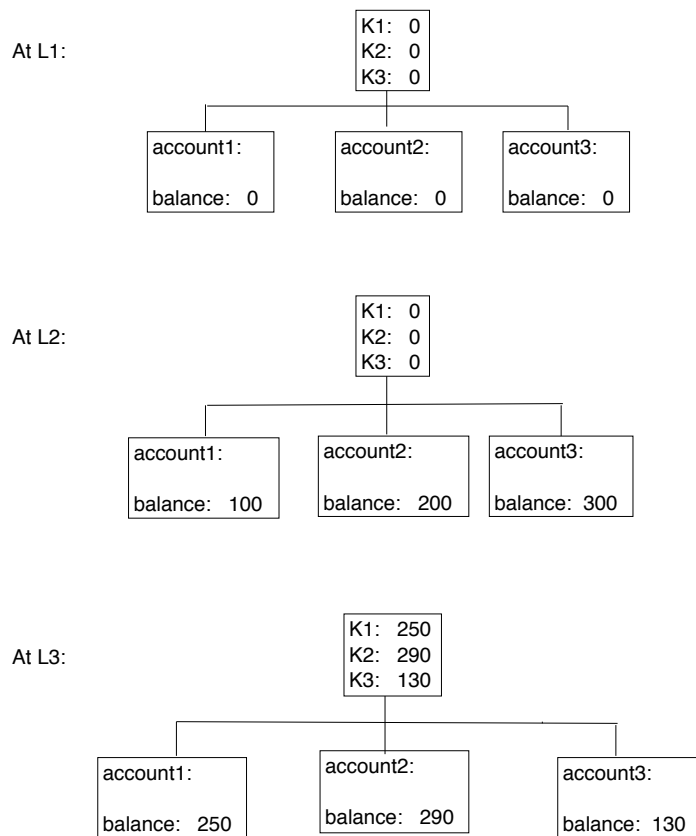 K1: 0
At L1:
K2: 0
K3: 0
account1:
account2:
account3:
balance: 0
balance: 0
balance: 0
K1: 0
At L2:
K2: 0
K3: 0
account1:
account2:
account3:
balance: 100
balance: 200
balance: 300
K1: 250
At L3:
K2: 290
K3: 130
account1:
account2:
account3:
balance: 250
balance: 290
balance: 130